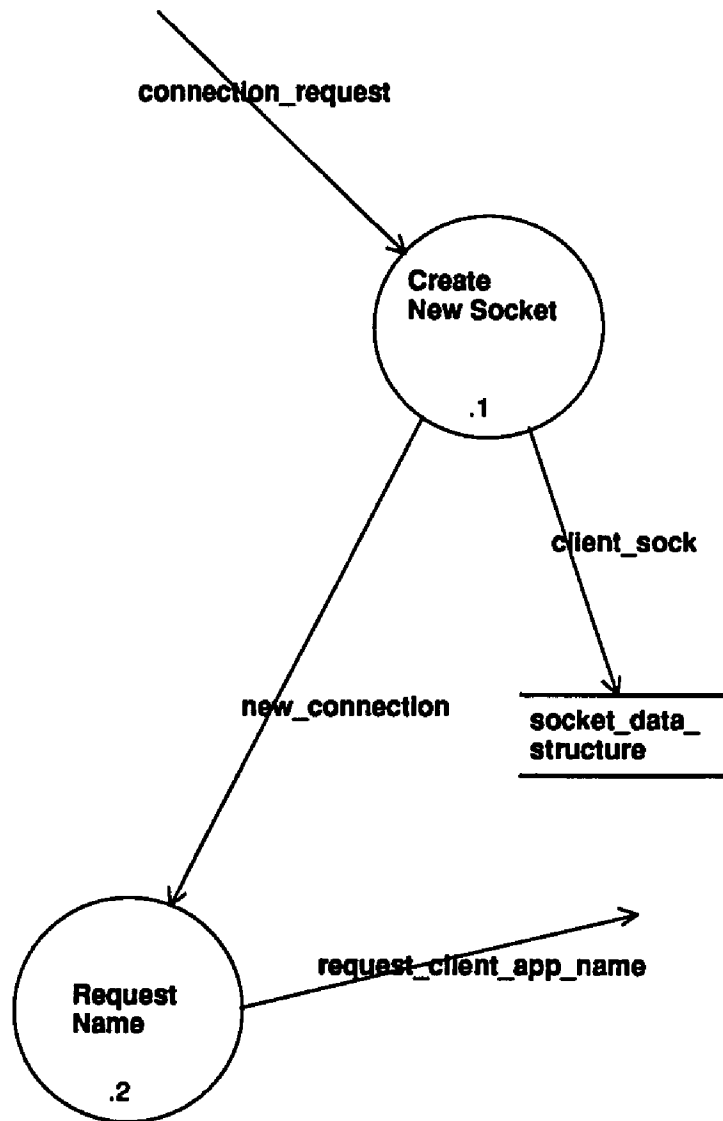 connection_request
Create
New Socket
.1
client_sock
new_connection
socket_data_
structure
request_client_app_name
Request
Name
.2